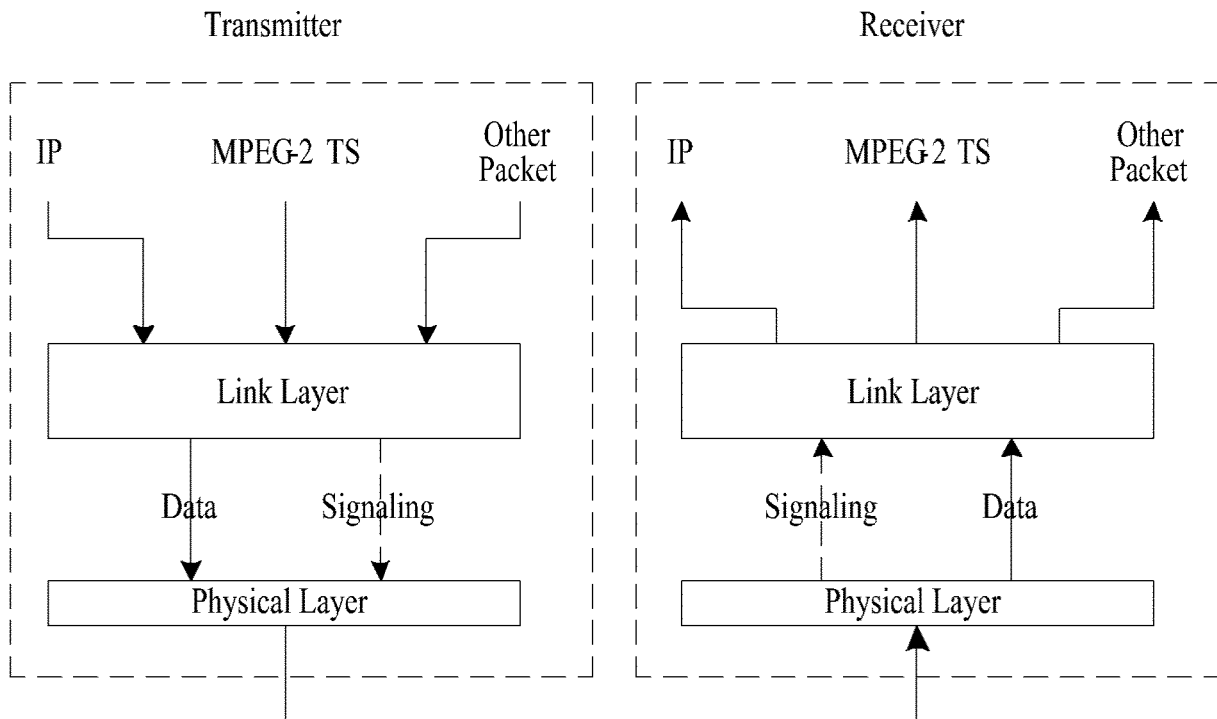 Transmitter
Receiver
IP
MPEG-2 TS
Other
Packet
IP
MPEG-2 TS
Other
Packet
Link Layer
Link Layer
Data
Signaling
Signaling
Data
Physical Layer
Physical Layer